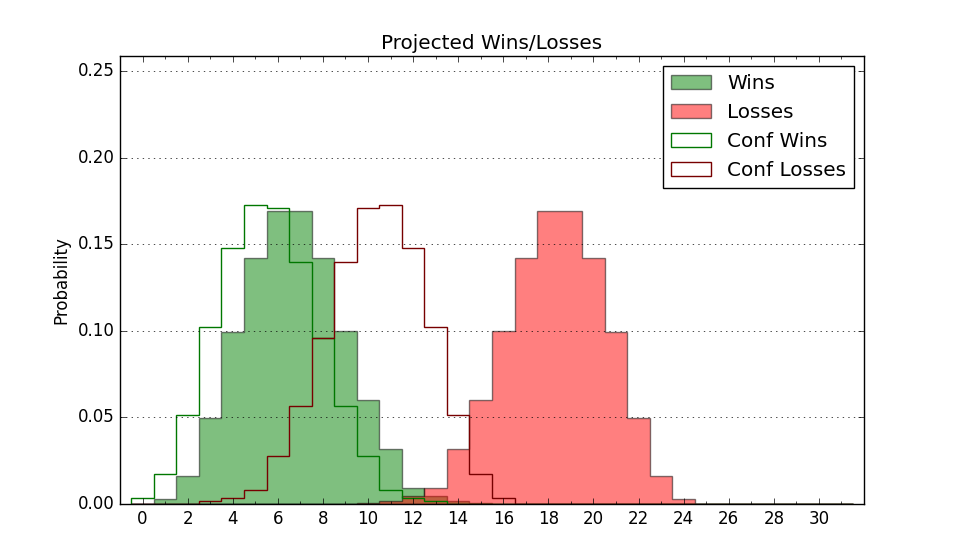 Projected Wins/Losses
0.25
0.20
0.15
0.10
0.05
0.00
Probability
Wins
Losses
Conf Wins
Conf Losses
0 2 4 6 8 10 12 14 16 18 20 22 24 26 28 30